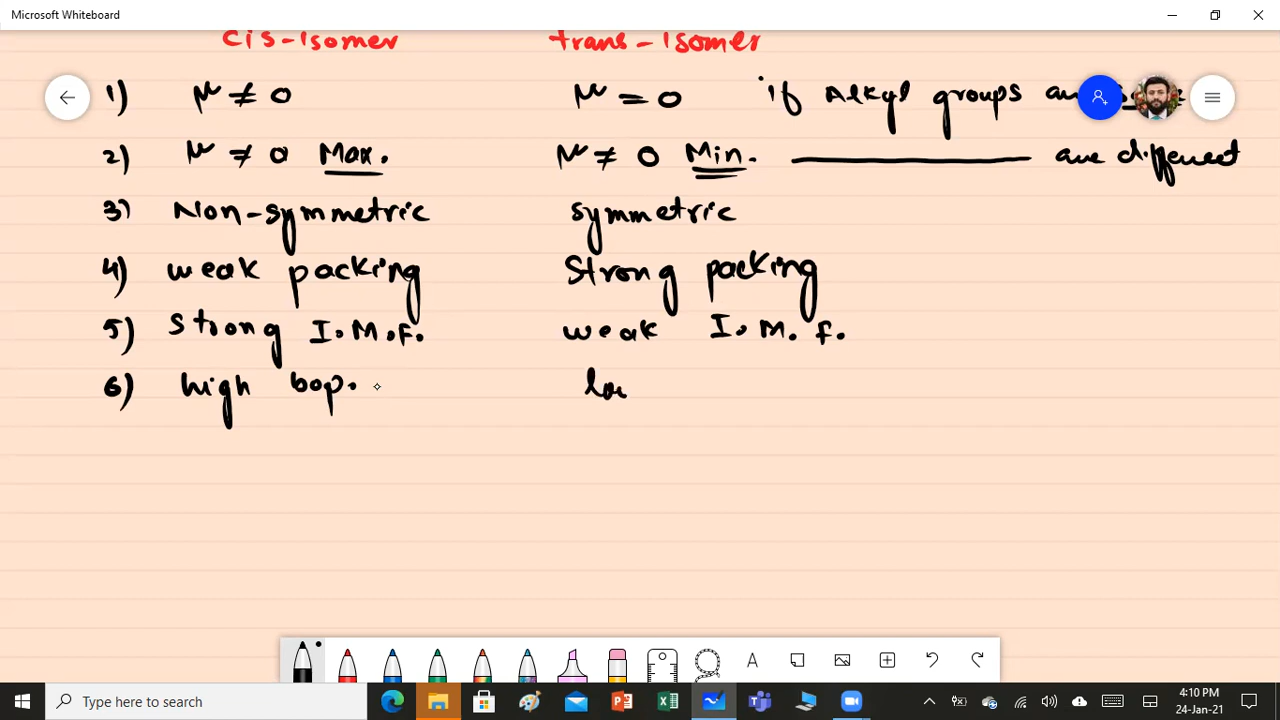 Microsoft Whiteboard
Cis-Isomer trans-Isomer
1) μ ≠ 0 μ = 0 if Alkyl groups
2) μ ≠ 0 Max. μ ≠ 0 Min. are different
3) Non-symmetric symmetric
4) weak packing Strong packing
5) Strong I.M.F. weak I.M.F.
6) high b.p. lo
A
Type here to search
4:10 PM
24-Jan-21